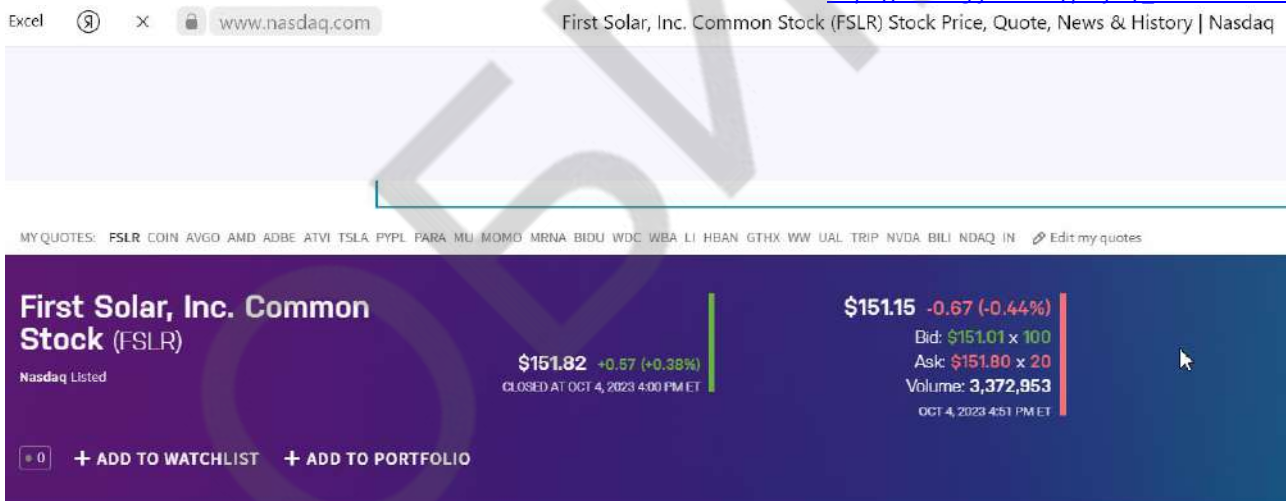 Excel Ⓨ × www.nasdaq.com First Solar, Inc. Common Stock (FSLR) Stock Price, Quote, News & History | Nasdaq
MY QUOTES: FSLR COIN AVGO AMD ADBE ATVI TSLA PYPL PARA MU MOMO MRNA BIDU WDC WBA LI HBAN GTHX WW UAL TRIP NVDA BILI NDAQ IN Edit my quotes
First Solar, Inc. Common
Stock (FSLR)
Nasdaq Listed
$151.82 +0.57 (+0.38%)
CLOSED AT OCT 4, 2023 4:00 PM ET
$151.15 -0.67 (-0.44%)
Bid: $151.01 x 100
Ask: $151.80 x 20
Volume: 3,372,953
OCT 4, 2023 4:51 PM ET
0 + ADD TO WATCHLIST + ADD TO PORTFOLIO